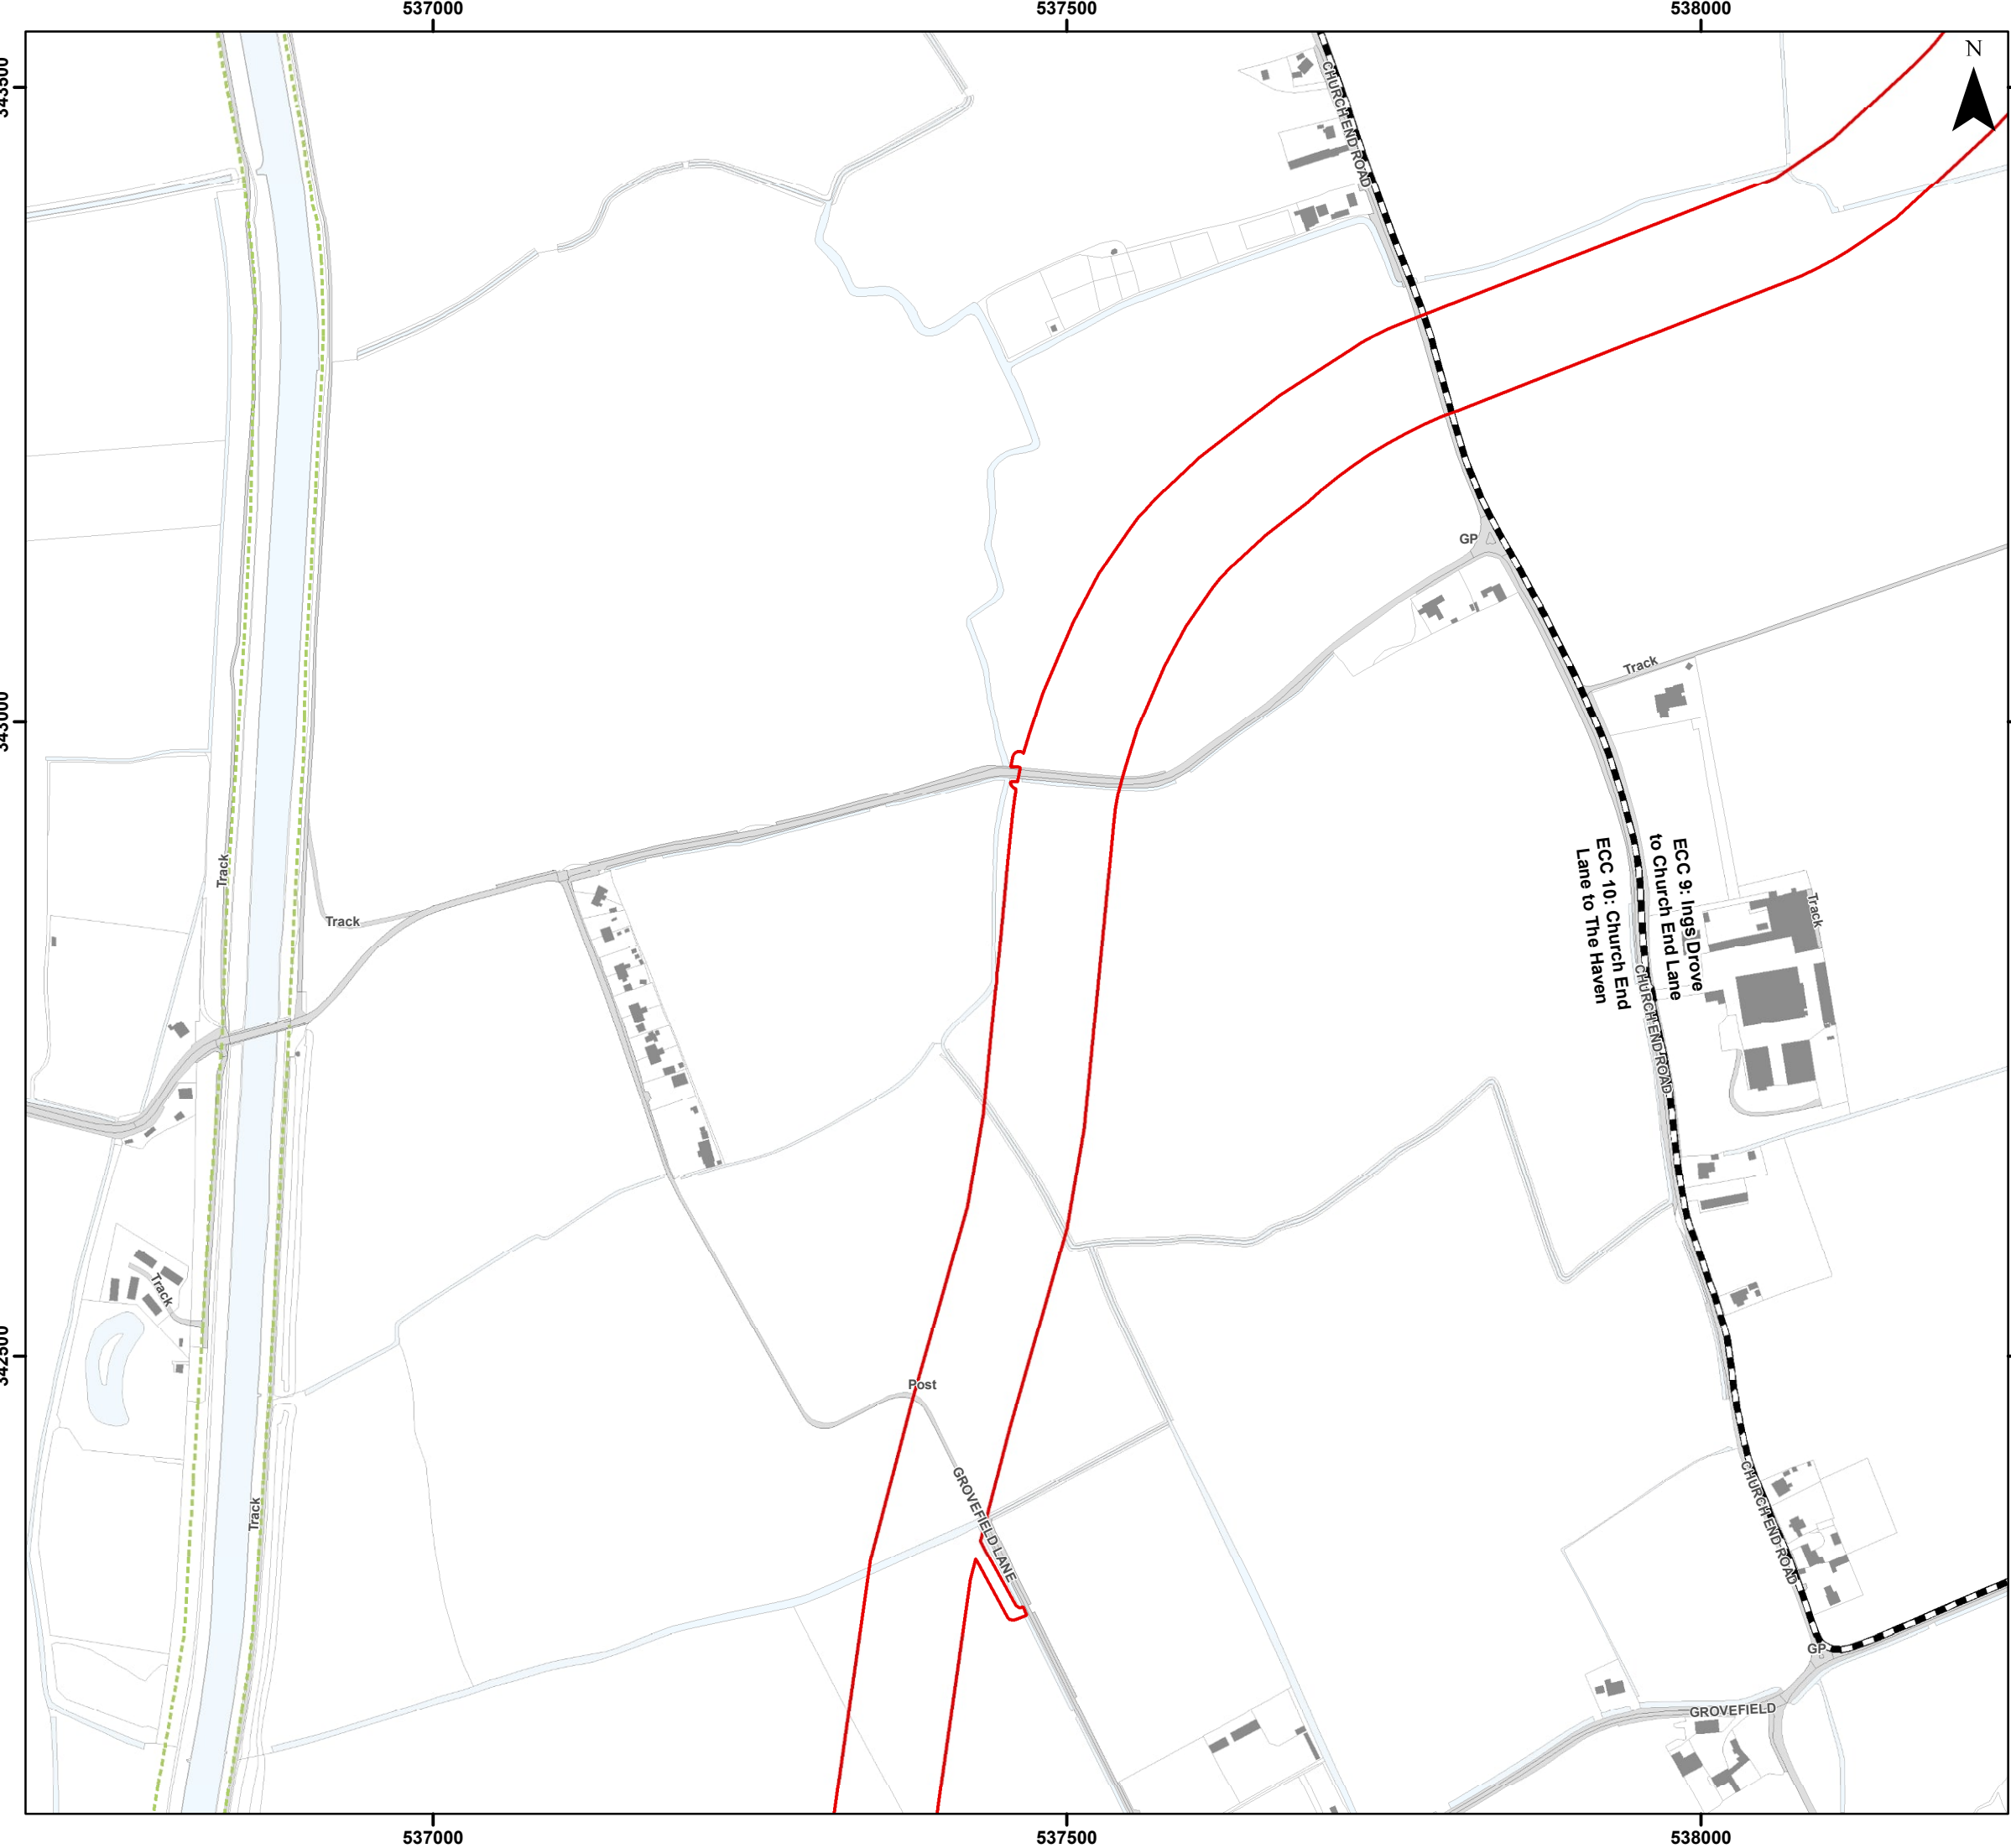 537000
537500
538000
343500
N
CHURCH END ROAD
GP
Track
343000
ECC 9: Ings Drove
to Church End Lane
ECC 10: Church End
Lane to The Haven
Track
Track
Track
CHURCH END ROAD
Track
342500
Post
GROVEFIELD LANE
Track
CHURCH END ROAD
GP
GROVEFIELD
537000
537500
538000